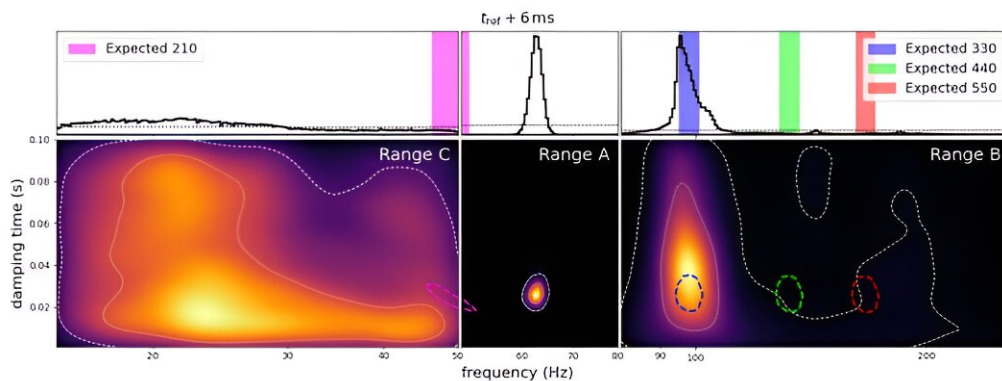 t_ref + 6 ms
Expected 210
Expected 330
Expected 440
Expected 550
0.10
0.08
0.06
0.04
0.02
damping time (s)
Range C
Range A
Range B
20 30 40 50 60 70 80 90 100 200
frequency (Hz)